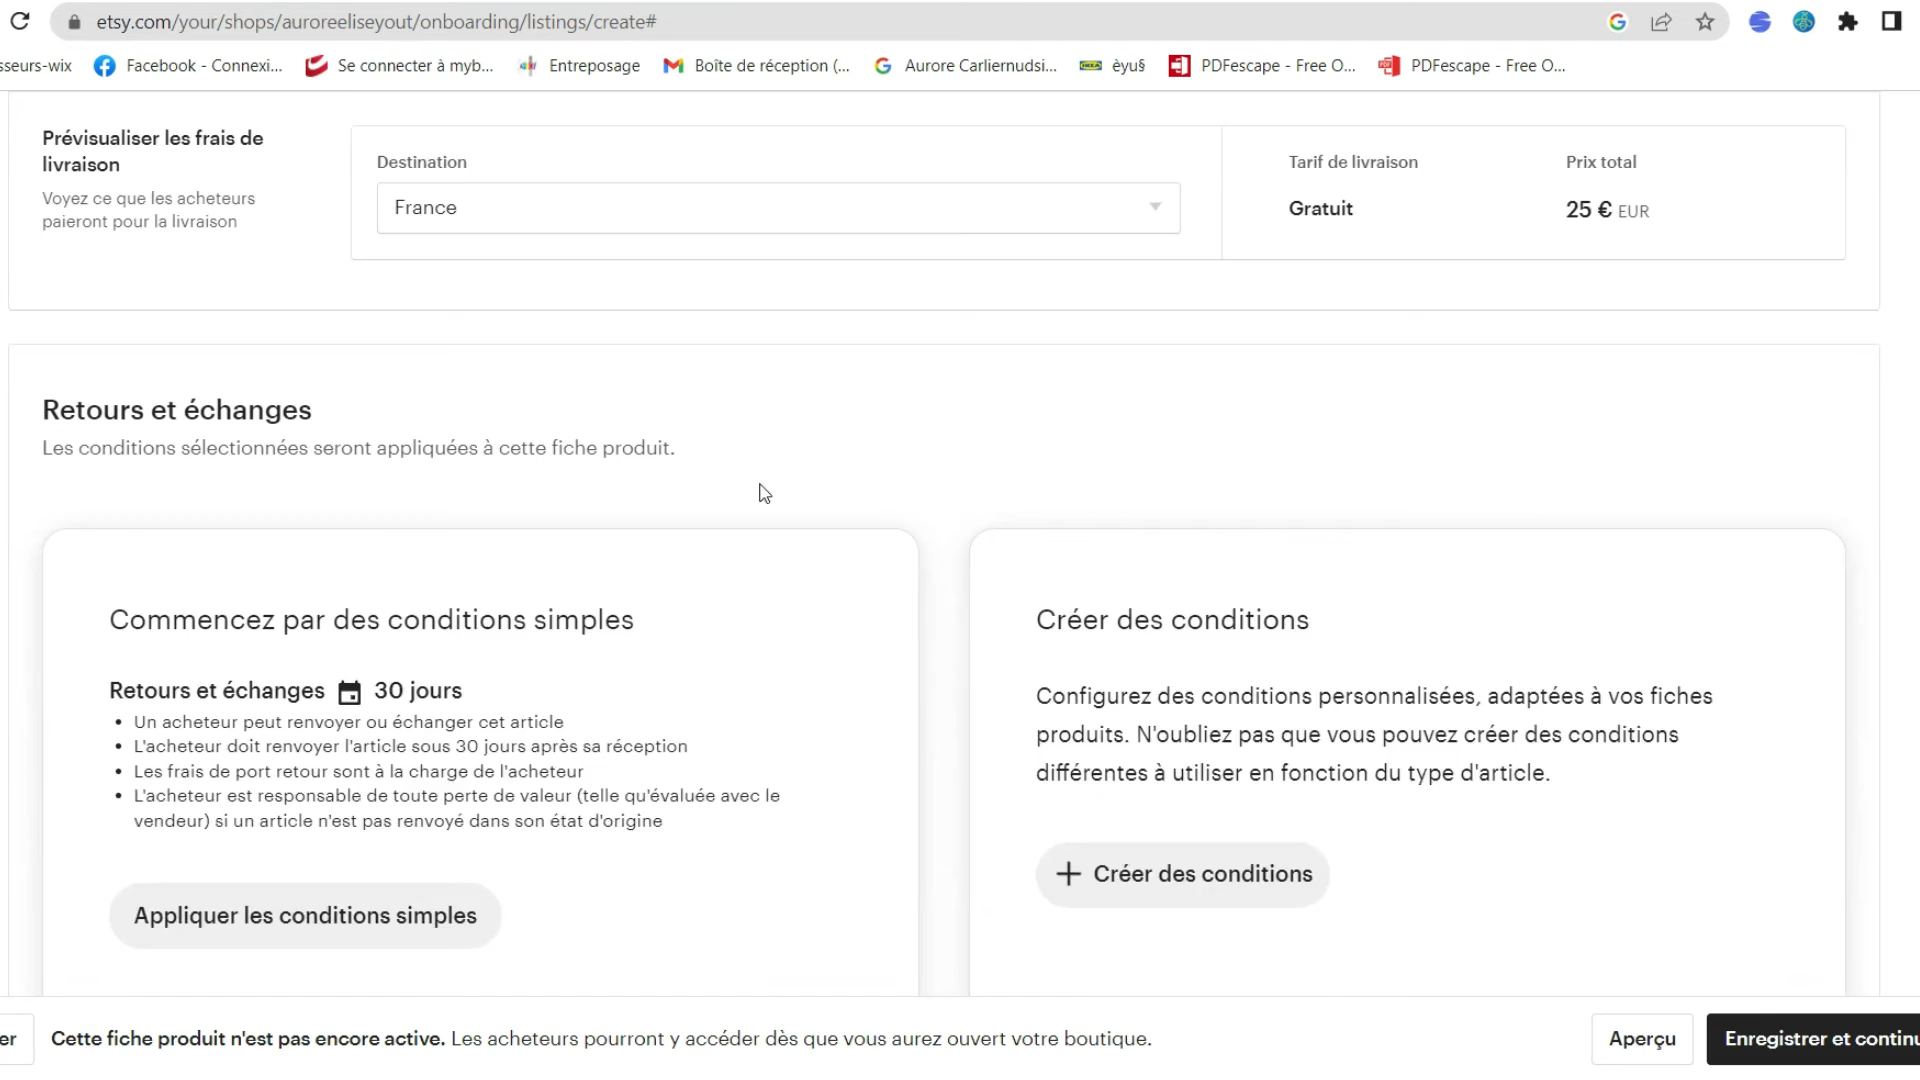 etsy.com/your/shops/auroreeliseyout/onboarding/listings/create#
sseurs-wix
Facebook - Connexi...
Se connecter à myb...
Entreposage
Boîte de réception (...
Aurore Carliernudsi...
èyu§
PDFescape - Free O...
PDFescape - Free O...
Prévisualiser les frais de
livraison
Voyez ce que les acheteurs
paieront pour la livraison
Destination
France
Tarif de livraison
Gratuit
Prix total
25 € EUR
Retours et échanges
Les conditions sélectionnées seront appliquées à cette fiche produit.
Commencez par des conditions simples
Retours et échanges 30 jours
• Un acheteur peut renvoyer ou échanger cet article
• L'acheteur doit renvoyer l'article sous 30 jours après sa réception
• Les frais de port retour sont à la charge de l'acheteur
• L'acheteur est responsable de toute perte de valeur (telle qu'évaluée avec le
vendeur) si un article n'est pas renvoyé dans son état d'origine
Appliquer les conditions simples
Créer des conditions
Configurez des conditions personnalisées, adaptées à vos fiches
produits. N'oubliez pas que vous pouvez créer des conditions
différentes à utiliser en fonction du type d'article.
+ Créer des conditions
er
Cette fiche produit n'est pas encore active. Les acheteurs pourront y accéder dès que vous aurez ouvert votre boutique.
Aperçu
Enregistrer et continu